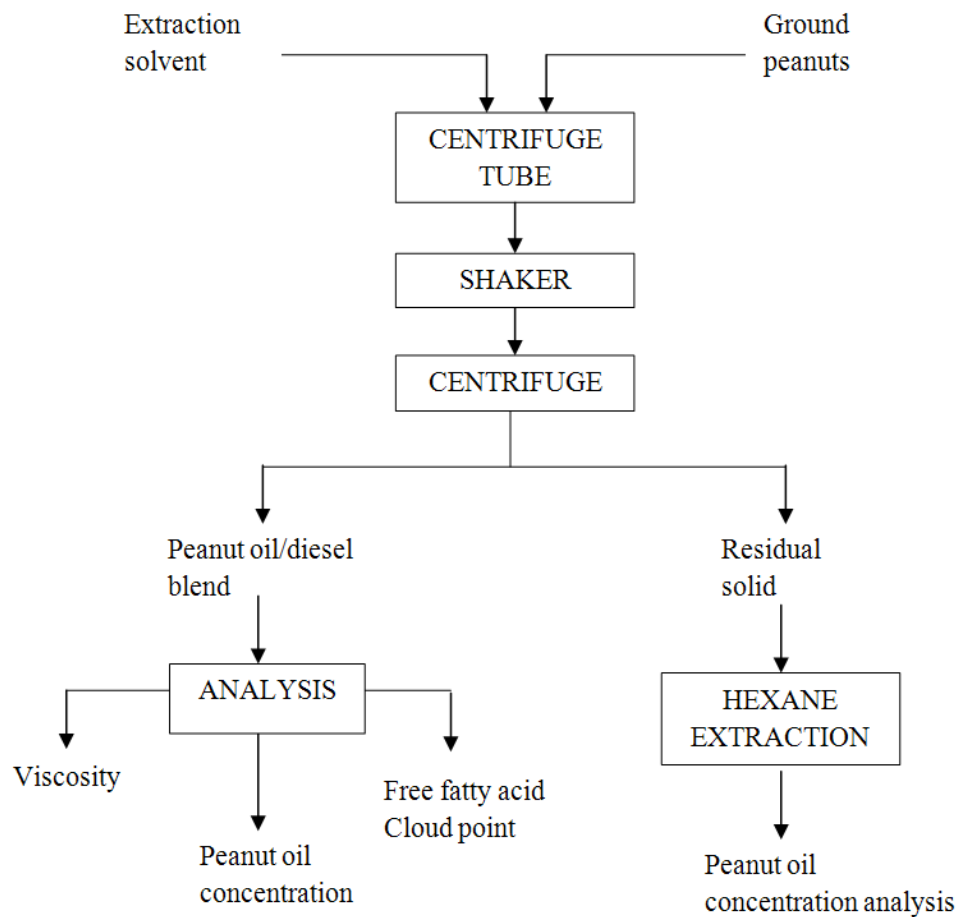 Extraction
solvent
Ground
peanuts
CENTRIFUGE
TUBE
SHAKER
CENTRIFUGE
Peanut oil/diesel
blend
Residual
solid
ANALYSIS
HEXANE
EXTRACTION
Viscosity
Free fatty acid
Cloud point
Peanut oil
concentration
Peanut oil
concentration analysis